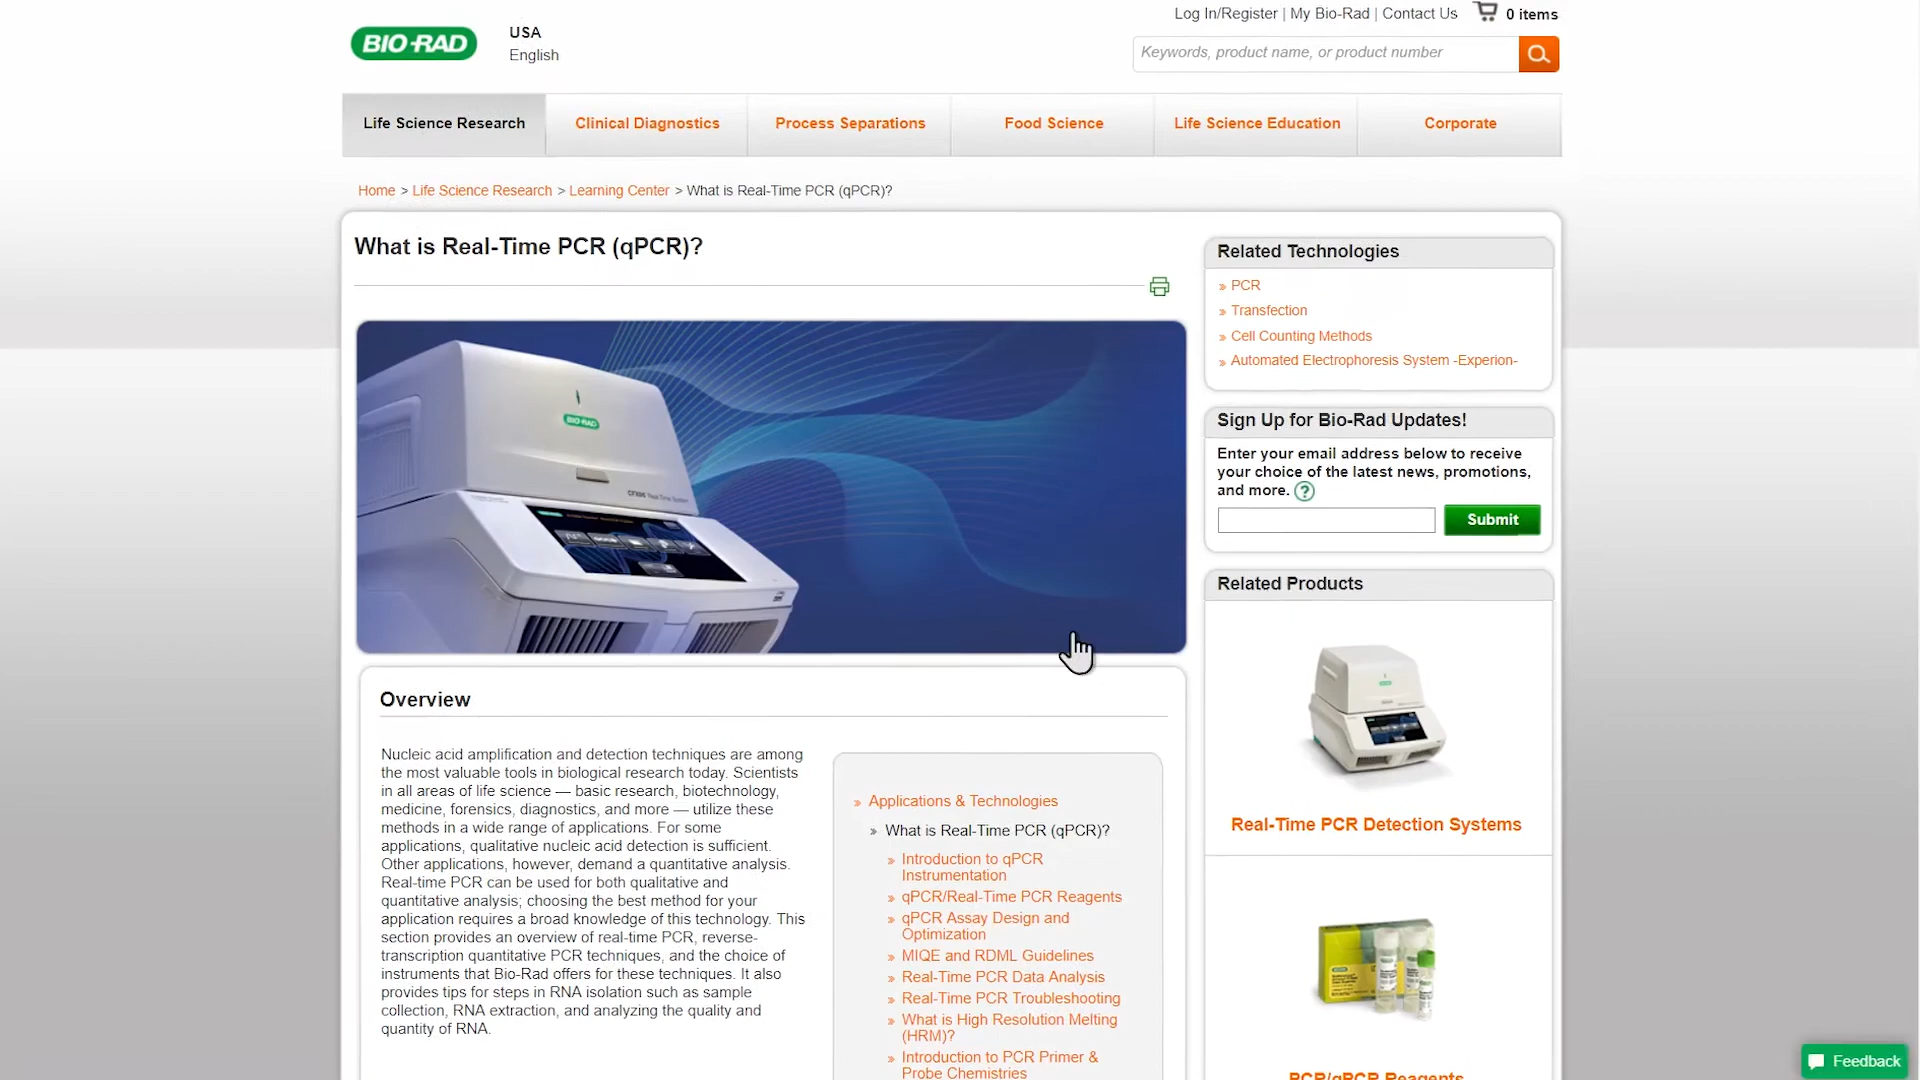 Log In/Register | My Bio-Rad | Contact Us 0 items
BIO-RAD
USA
English
Keywords, product name, or product number
Life Science Research
Clinical Diagnostics
Process Separations
Food Science
Life Science Education
Corporate
Home > Life Science Research > Learning Center > What is Real-Time PCR (qPCR)?
What is Real-Time PCR (qPCR)?
BIO-RAD
Overview
Nucleic acid amplification and detection techniques are among
the most valuable tools in biological research today. Scientists
in all areas of life science — basic research, biotechnology,
medicine, forensics, diagnostics, and more — utilize these
methods in a wide range of applications. For some
applications, qualitative nucleic acid detection is sufficient.
Other applications, however, demand a quantitative analysis.
Real-time PCR can be used for both qualitative and
quantitative analysis; choosing the best method for your
application requires a broad knowledge of this technology. This
section provides an overview of real-time PCR, reverse-
transcription quantitative PCR techniques, and the choice of
instruments that Bio-Rad offers for these techniques. It also
provides tips for steps in RNA isolation such as sample
collection, RNA extraction, and analyzing the quality and
quantity of RNA.
» Applications & Technologies
» What is Real-Time PCR (qPCR)?
» Introduction to qPCR
Instrumentation
» qPCR/Real-Time PCR Reagents
» qPCR Assay Design and
Optimization
» MIQE and RDML Guidelines
» Real-Time PCR Data Analysis
» Real-Time PCR Troubleshooting
» What is High Resolution Melting
(HRM)?
» Introduction to PCR Primer &
Probe Chemistries
Related Technologies
» PCR
» Transfection
» Cell Counting Methods
» Automated Electrophoresis System -Experion-
Sign Up for Bio-Rad Updates!
Enter your email address below to receive
your choice of the latest news, promotions,
and more. ?
Submit
Related Products
Real-Time PCR Detection Systems
PCR/qPCR Reagents
Feedback